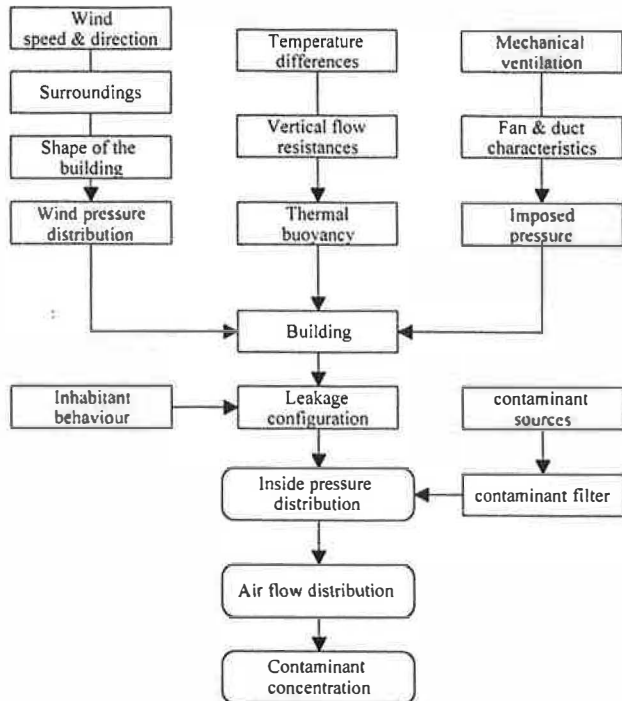 Wind
speed & direction
Temperature
differences
Mechanical
ventilation
Surroundings
Vertical flow
resistances
Fan & duct
characteristics
Shape of the
building
Wind pressure
distribution
Thermal
buoyancy
Imposed
pressure
Building
Inhabitant
behaviour
Leakage
configuration
contaminant
sources
Inside pressure
distribution
contaminant filter
Air flow distribution
Contaminant
concentration